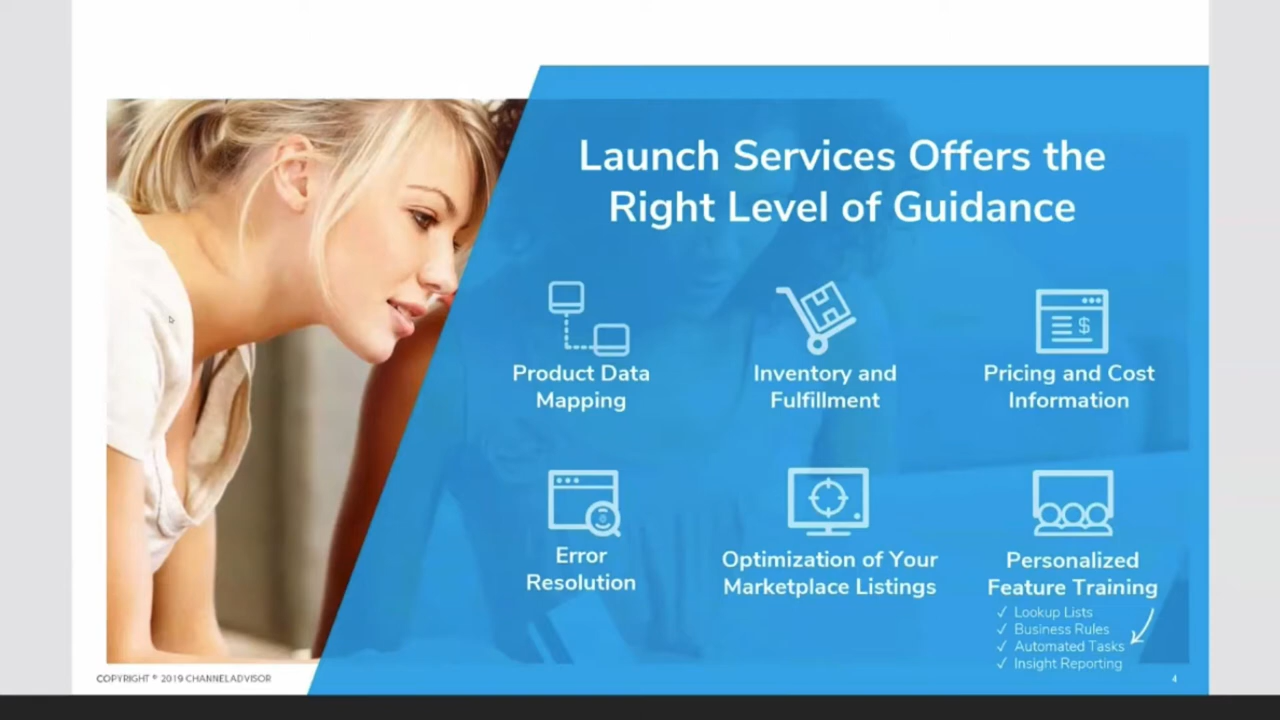 Launch Services Offers the
Right Level of Guidance
Product Data
Mapping
Inventory and
Fulfillment
Pricing and Cost
Information
$
Error
Resolution
Optimization of Your
Marketplace Listings
Personalized
Feature Training
✓ Lookup Lists
✓ Business Rules
✓ Automated Tasks
✓ Insight Reporting
COPYRIGHT © 2019 CHANNELADVISOR
4